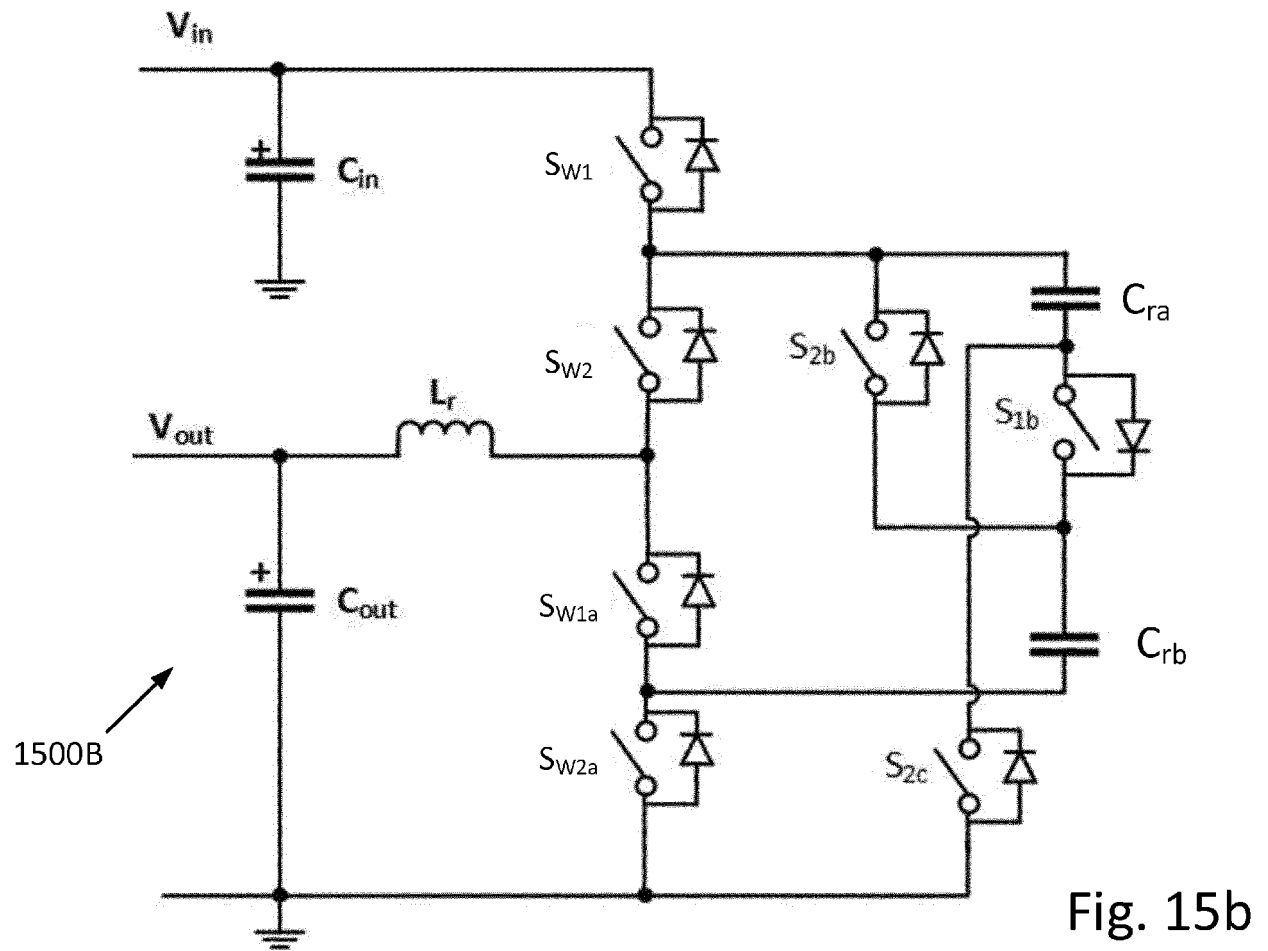 Vin
+
Cin
SW1
SW2
S2b
Cra
S1b
Lr
Vout
+
Cout
SW1a
Crb
SW2a
S2c
1500B
Fig. 15b